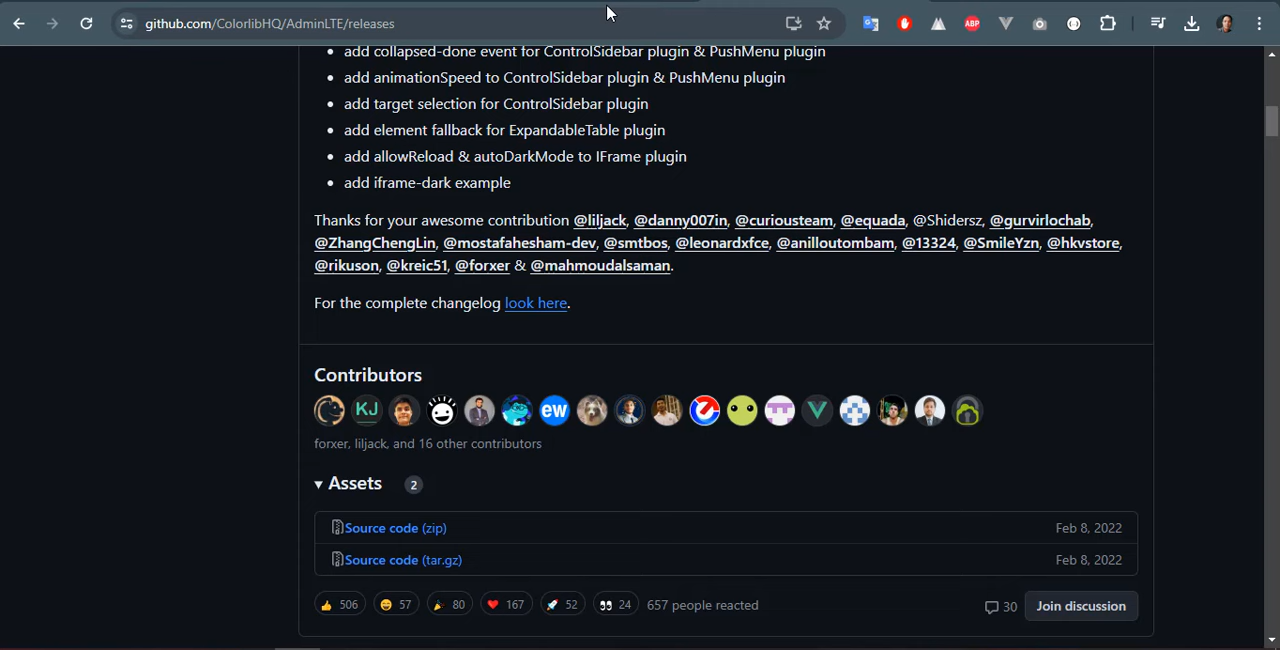 github.com/ColorlibHQ/AdminLTE/releases
ABP
add collapsed-done event for ControlSidebar plugin & PushMenu plugin
add animationSpeed to ControlSidebar plugin & PushMenu plugin
add target selection for ControlSidebar plugin
add element fallback for ExpandableTable plugin
add allowReload & autoDarkMode to IFrame plugin
add iframe-dark example
Thanks for your awesome contribution @liljack, @danny007in, @curiousteam, @equada, @Shidersz, @gurvirlochab,
@ZhangChengLin, @mostafahesham-dev, @smtbos, @leonardxfce, @anilloutombam, @13324, @SmileYzn, @hkvstore,
@rikuson, @kreic51, @forxer & @mahmoudalsaman.
For the complete changelog look here.
Contributors
KJ
ew
forxer, liljack, and 16 other contributors
Assets 2
Source code (zip) Feb 8, 2022
Source code (tar.gz) Feb 8, 2022
506 57 80 167 52 24 657 people reacted 30 Join discussion